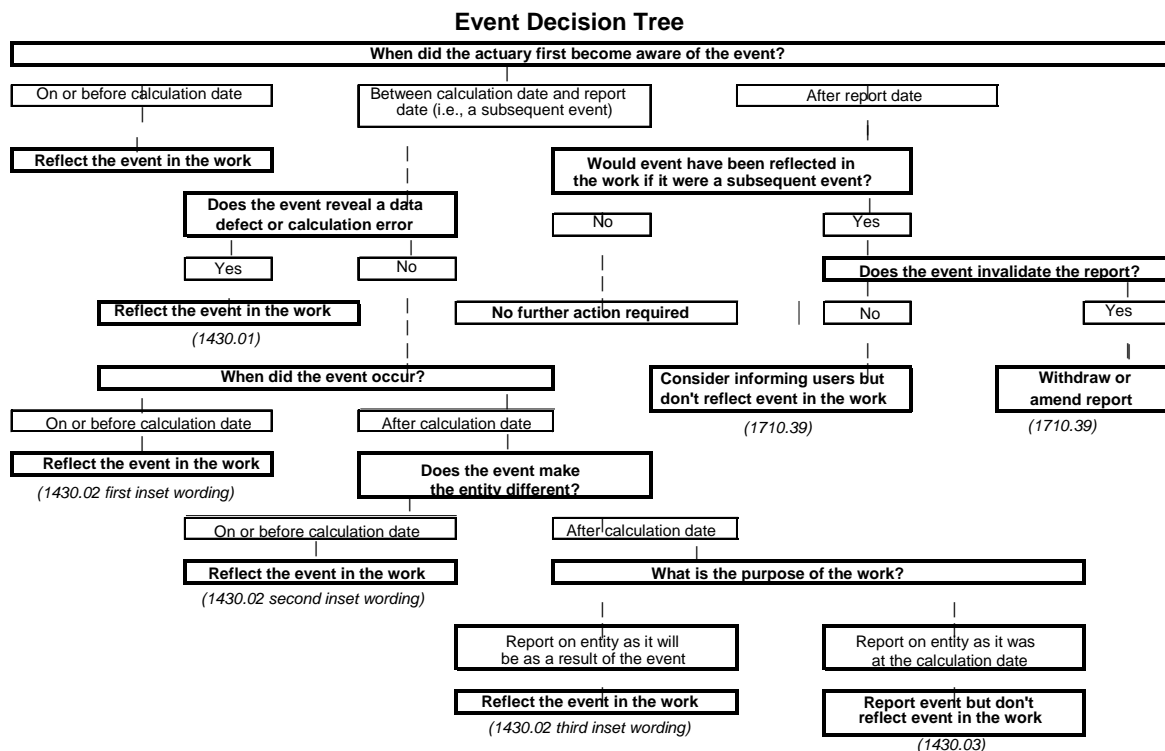 Event Decision Tree
When did the actuary first become aware of the event?
On or before calculation date
Between calculation date and report
date (i.e., a subsequent event)
After report date
Reflect the event in the work
Would event have been reflected in
the work if it were a subsequent event?
Does the event reveal a data
defect or calculation error
No
Yes
Yes
No
Does the event invalidate the report?
Reflect the event in the work
(1430.01)
No further action required
No
Yes
When did the event occur?
Consider informing users but
don't reflect event in the work
(1710.39)
Withdraw or
amend report
(1710.39)
On or before calculation date
After calculation date
Reflect the event in the work
(1430.02 first inset wording)
Does the event make
the entity different?
On or before calculation date
After calculation date
Reflect the event in the work
(1430.02 second inset wording)
What is the purpose of the work?
Report on entity as it will
be as a result of the event
Report on entity as it was
at the calculation date
Reflect the event in the work
(1430.02 third inset wording)
Report event but don't
reflect event in the work
(1430.03)